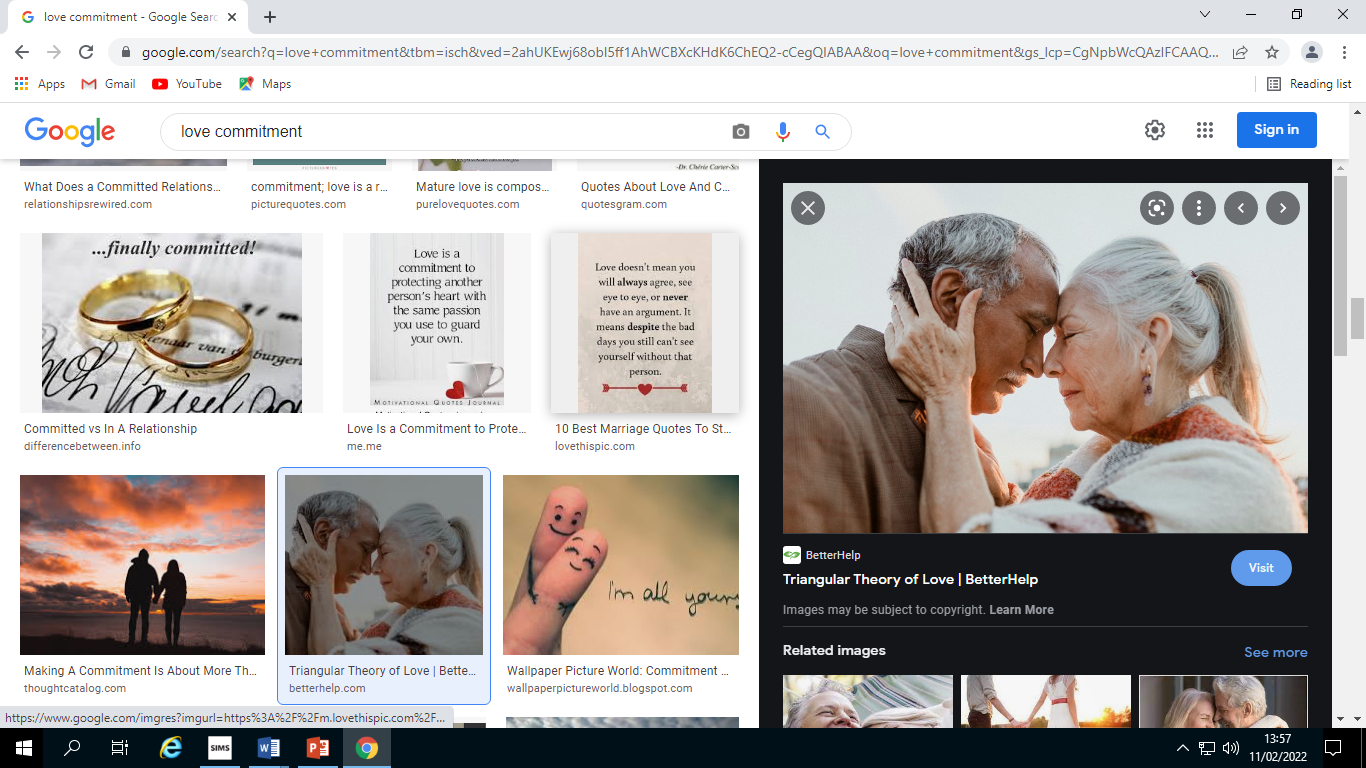 love commitment - Google Searc
google.com/search?q=love+commitment&tbm=isch&ved=2ahUKEwj68obI5ff1AhWCBXcKHdK6ChEQ2-cCegQIABAA&oq=love+commitment&gs_lcp=CgNpbWcQAzIFCAAQ...
Apps
Gmail
YouTube
Maps
Reading list
Google
love commitment
Sign in
-Dr. Chérie Carter-Sc
What Does a Committed Relations...
relationshipsrewired.com
commitment; love is a r...
picturequotes.com
Mature love is compos...
purelovequotes.com
Quotes About Love And C...
quotesgram.com
...finally committed!
Committed vs In A Relationship
differencebetween.info
Love is a
commitment to
protecting another
person's heart with
the same passion
you use to guard
your own.
MOTIVATIONAL QUOTES JOURNAL
Love Is a Commitment to Prote...
me.me
Love doesn't mean you
will always agree, see
eye to eye, or never
have an argument. It
means despite the bad
days you still can't see
yourself without that
person.
10 Best Marriage Quotes To St...
lovethispic.com
Making A Commitment Is About More Th...
thoughtcatalog.com
Triangular Theory of Love | Bette...
betterhelp.com
I'm all yours
Wallpaper Picture World: Commitment ...
wallpaperpictureworld.blogspot.com
BetterHelp
Triangular Theory of Love | BetterHelp
Visit
Images may be subject to copyright. Learn More
Related images
See more
https://www.google.com/imgres?imgurl=https%3A%2F%2Fm.lovethispic.com%2F...
SIMS
13:57
11/02/2022